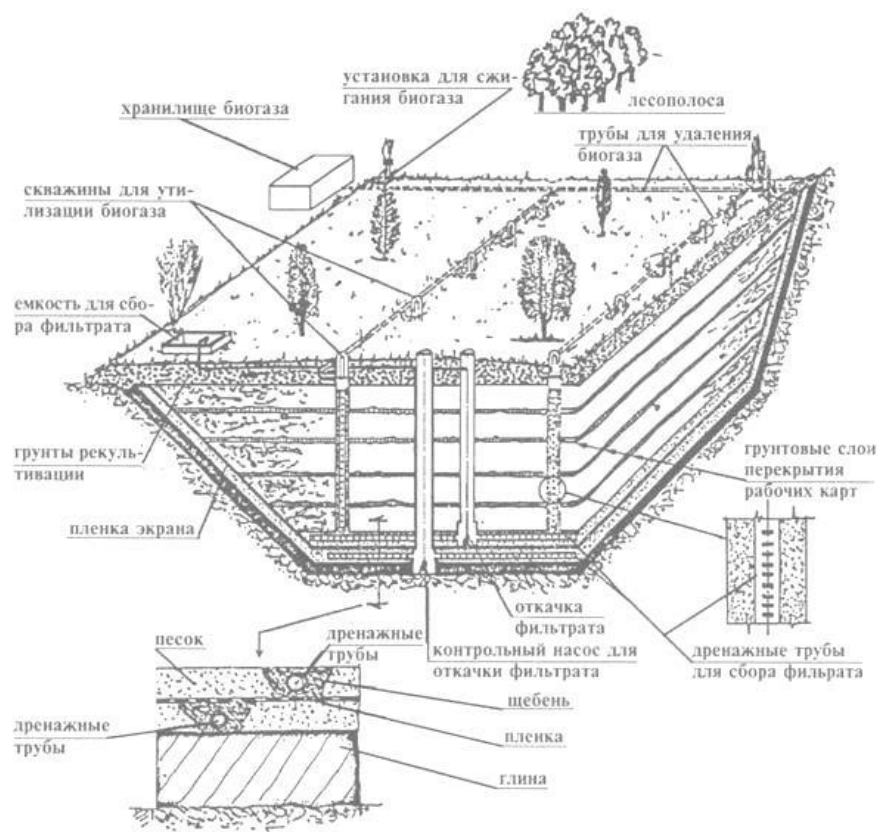 установка для сжи-
гания биогаза
лесополоса
хранилище биогаза
трубы для удаления
биогаза
скважины для ути-
лизации биогаза
емкость для сбо-
ра фильтрата
грунты рекуль-
тивации
грунтовые слои
перекрытия
рабочих карт
пленка экрана
откачка
фильтрата
дренажные
трубы
контрольный насос для
откачки фильтрата
дренажные трубы
для сбора фильрата
песок
щебень
дренажные
трубы
пленка
глина